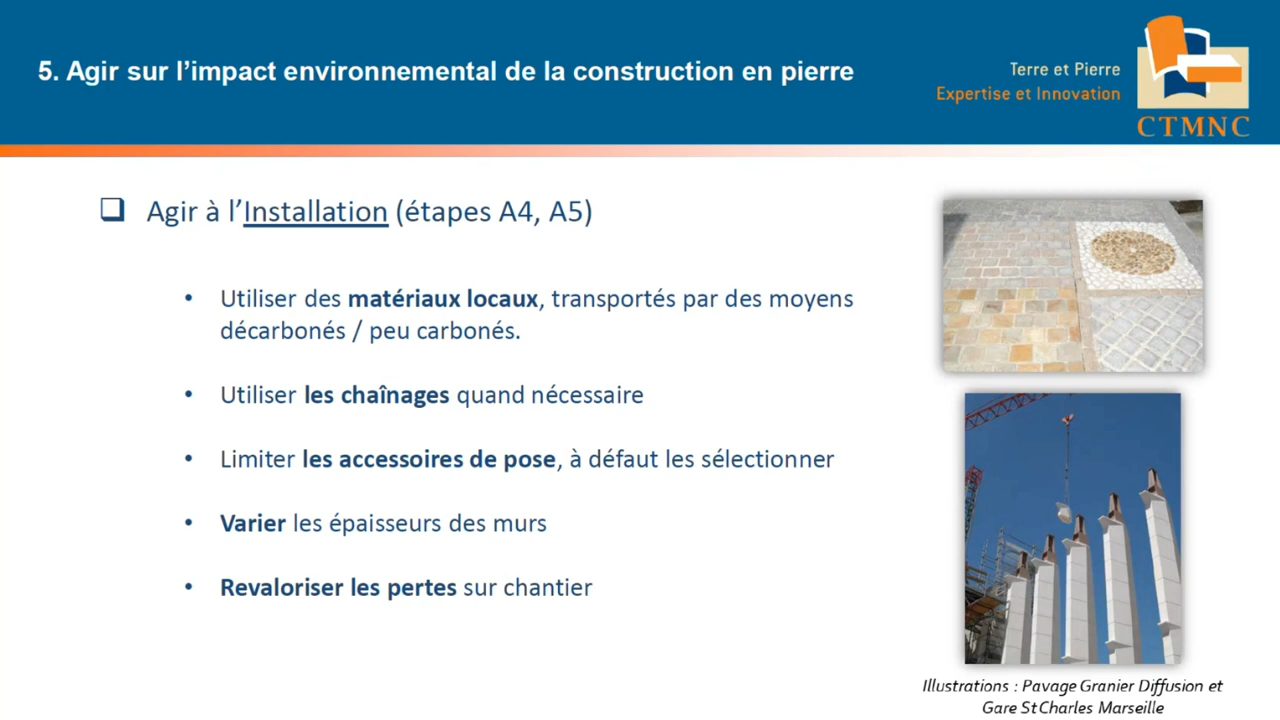 5. Agir sur l’impact environnemental de la construction en pierre
Terre et Pierre
Expertise et Innovation
CTMNC
❑ Agir à l’Installation (étapes A4, A5)
• Utiliser des matériaux locaux, transportés par des moyens
décarbonés / peu carbonés.
• Utiliser les chaînages quand nécessaire
• Limiter les accessoires de pose, à défaut les sélectionner
• Varier les épaisseurs des murs
• Revaloriser les pertes sur chantier
Illustrations : Pavage Granier Diffusion et
Gare St Charles Marseille